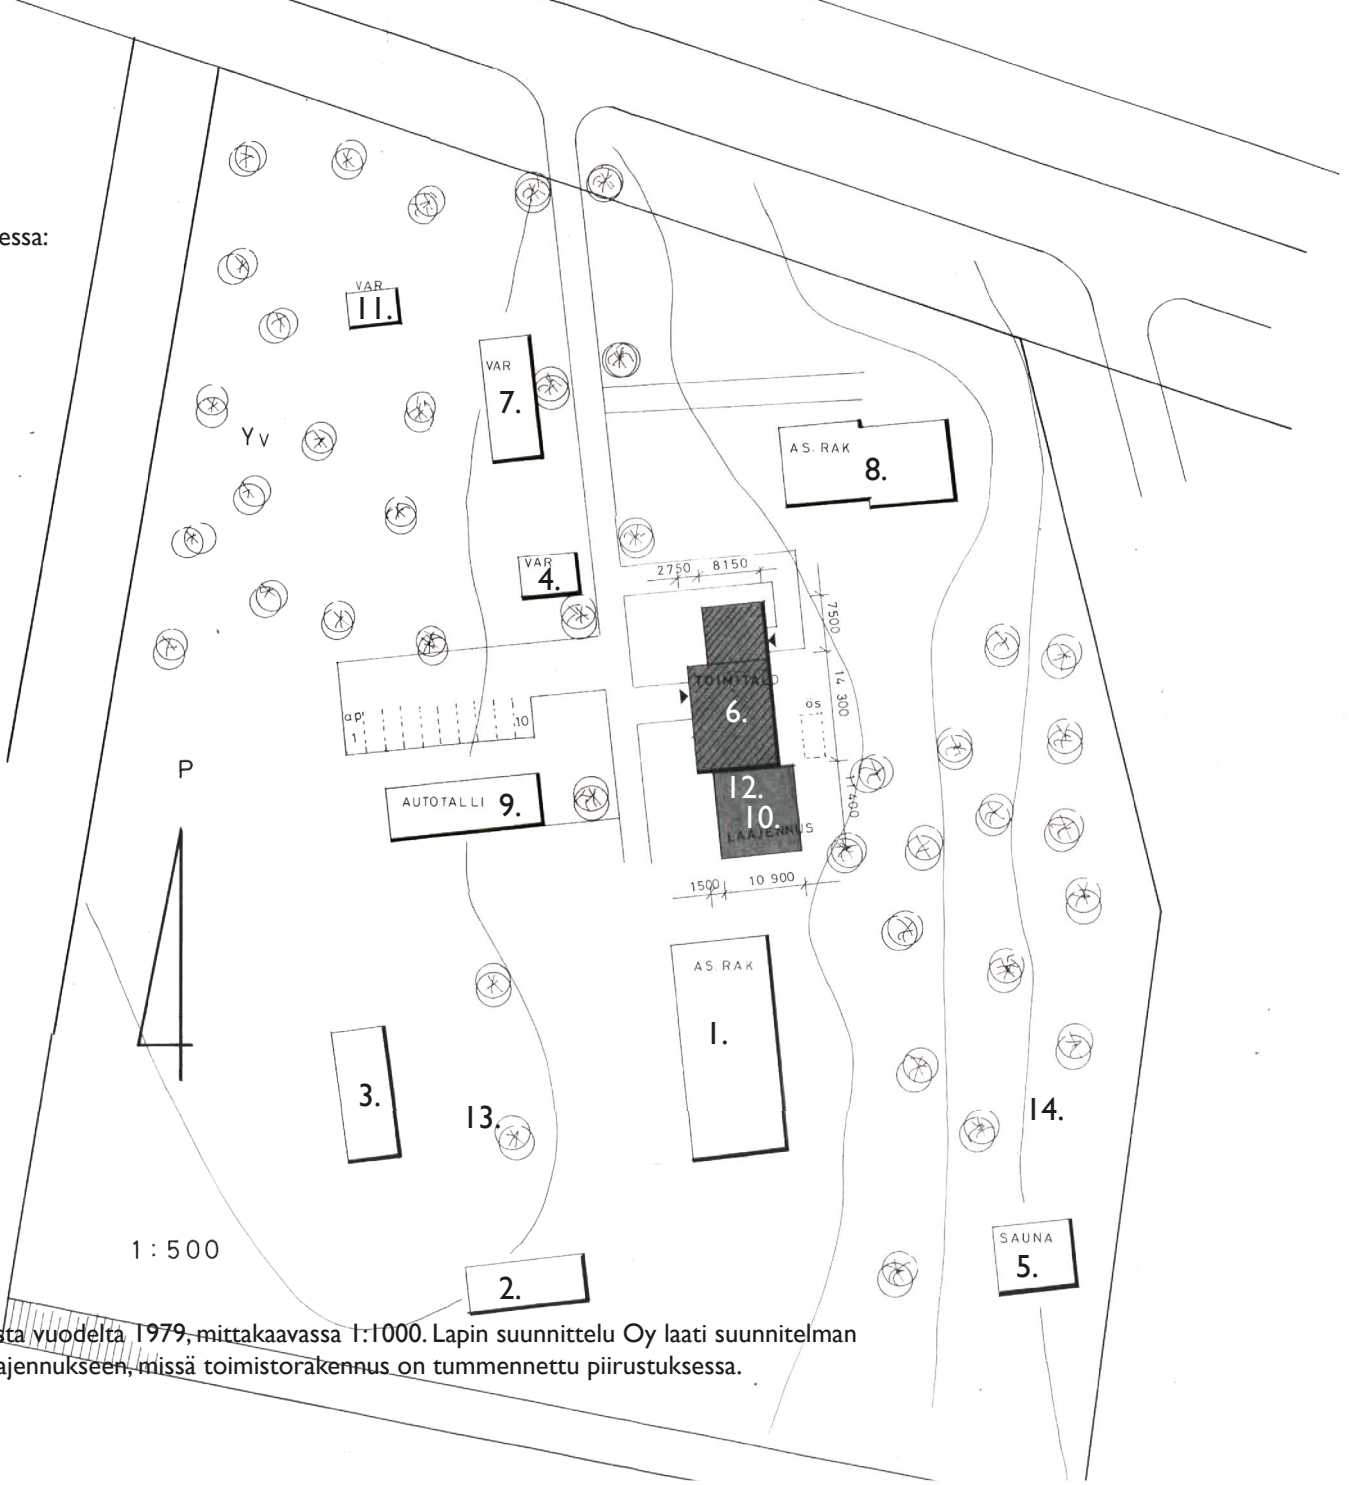 essa:
VAR
11.
VAR
7.
Yv
AS. RAK
8.
VAR
4.
2750
8150
7500
TOIMITALO
6.
14 300
os
ap
1
10
P
AUTOTALLI
9.
12.
10.
LAAJENNUS
11400
1500
10 900
AS. RAK
1.
3.
13.
14.
1:500
SAUNA
5.
2.
sta vuodelta 1979, mittakaavassa 1:1000. Lapin suunnittelu Oy laati suunnitelman
ajennukseen, missä toimistorakennus on tummennettu piirustuksessa.